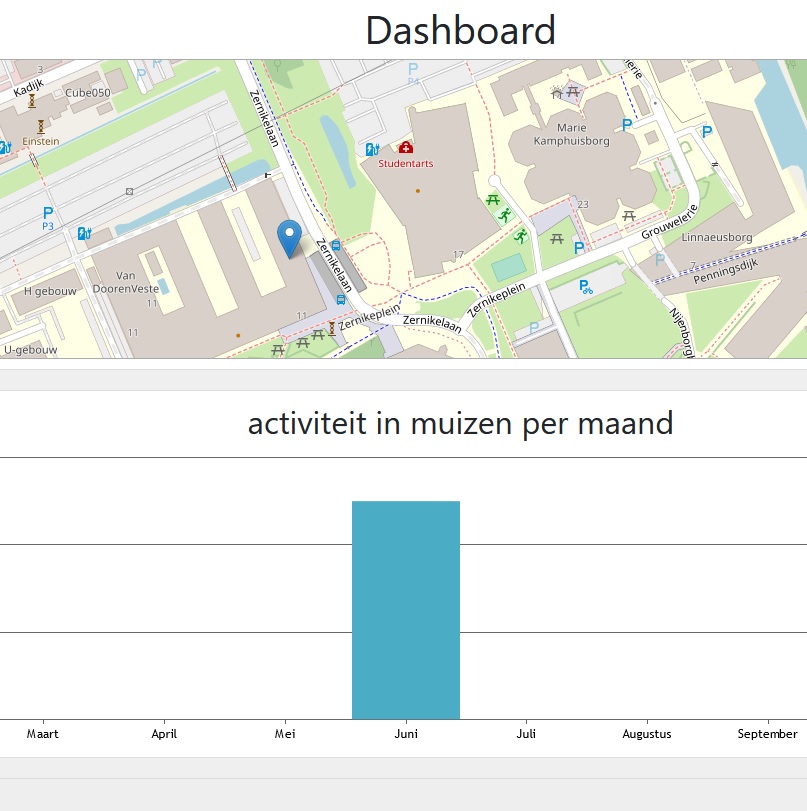 Dashboard
3
P
P
P
P4
Kadijk
Cube050
Zernikelaan
Einstein
Studentarts
Marie
Kamphuisborg
P
P
P
P3
23
Grouwelerie
Linnaeusborg
17
Zernikelaan
P
P
7
Penningsdijk
Van
DoorenVeste
11
H gebouw
P
Zernikeplein
11
Zernikeplein
Zernikelaan
P
11
U-gebouw
activiteit in muizen per maand
Maart
April
Mei
Juni
Juli
Augustus
September